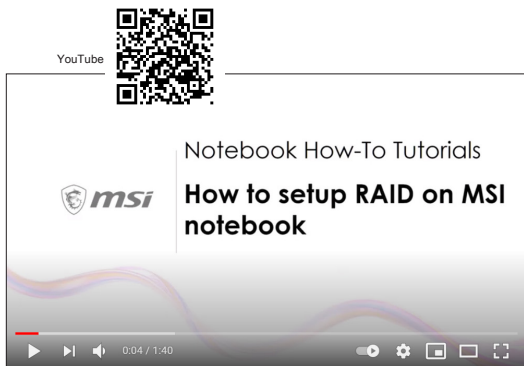 YouTube
Notebook How-To Tutorials
msi
How to setup RAID on MSI
notebook
0:04 / 1:40